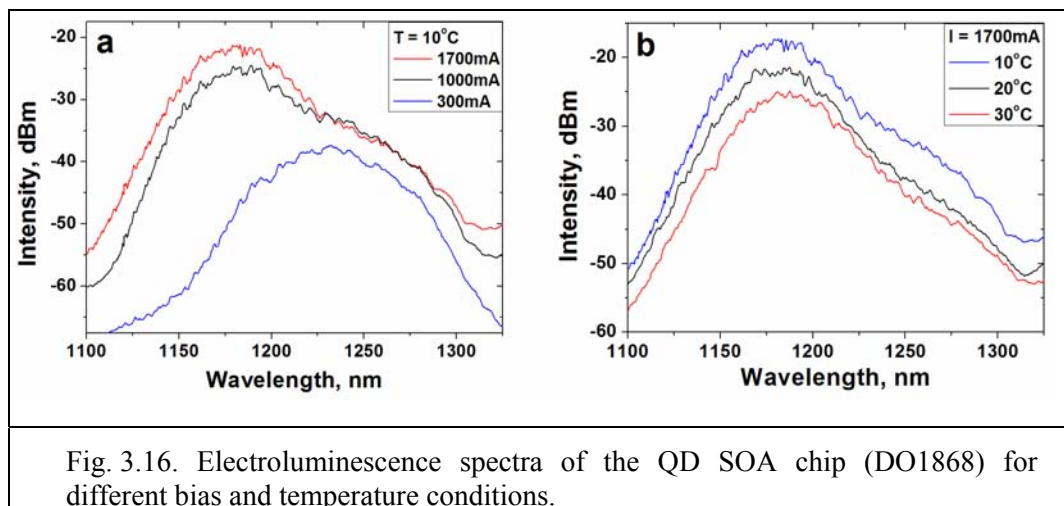 a
T = 10°C
1700mA
1000mA
300mA
-20
-30
-40
-50
-60
Intensity, dBm
1100
1150
1200
1250
1300
Wavelength, nm
b
I = 1700mA
10°C
20°C
30°C
-20
-30
-40
-50
-60
Intensity, dBm
1100
1150
1200
1250
1300
Wavelength, nm
Fig. 3.16. Electroluminescence spectra of the QD SOA chip (DO1868) for
different bias and temperature conditions.